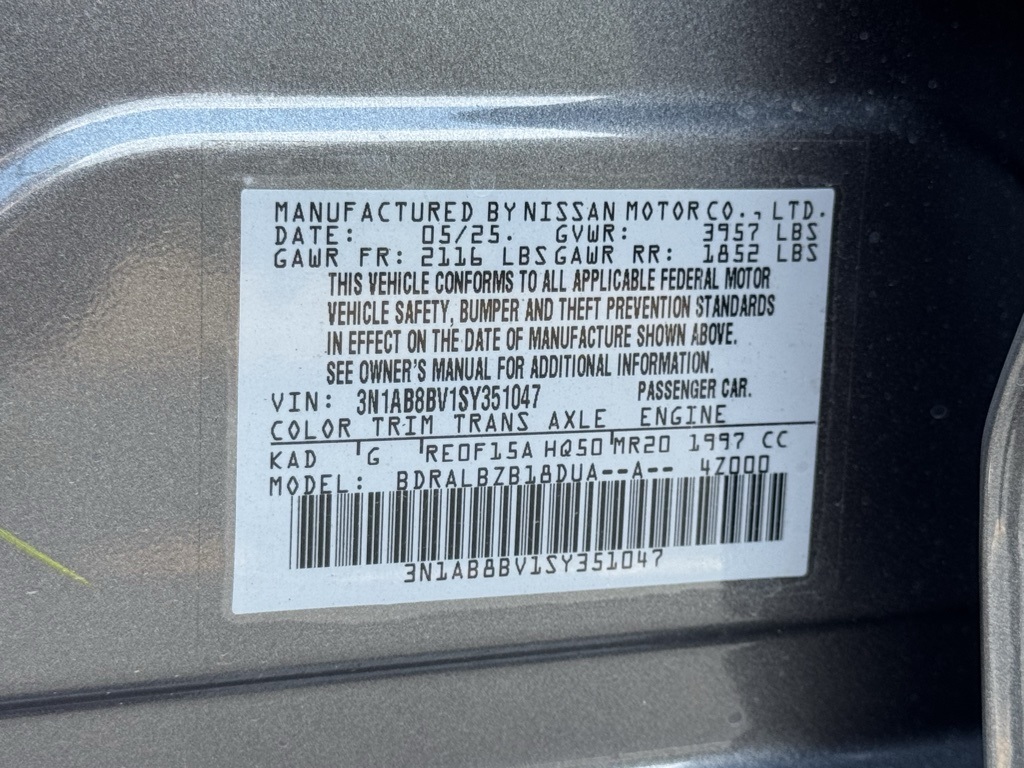 MANUFACTURED BY NISSAN MOTOR CO., LTD.
DATE: 05/25. GVWR: 3957 LBS
GAWR FR: 2116 LBS GAWR RR: 1852 LBS
THIS VEHICLE CONFORMS TO ALL APPLICABLE FEDERAL MOTOR
VEHICLE SAFETY, BUMPER AND THEFT PREVENTION STANDARDS
IN EFFECT ON THE DATE OF MANUFACTURE SHOWN ABOVE.
SEE OWNER'S MANUAL FOR ADDITIONAL INFORMATION.
VIN: 3N1AB8BV1SY351047 PASSENGER CAR.
COLOR TRIM TRANS AXLE ENGINE
KAD G RE0F15A HQ50 MR20 1997 CC
MODEL: BDRALBZB18DUA--A-- 4Z000
3N1AB8BV1SY351047